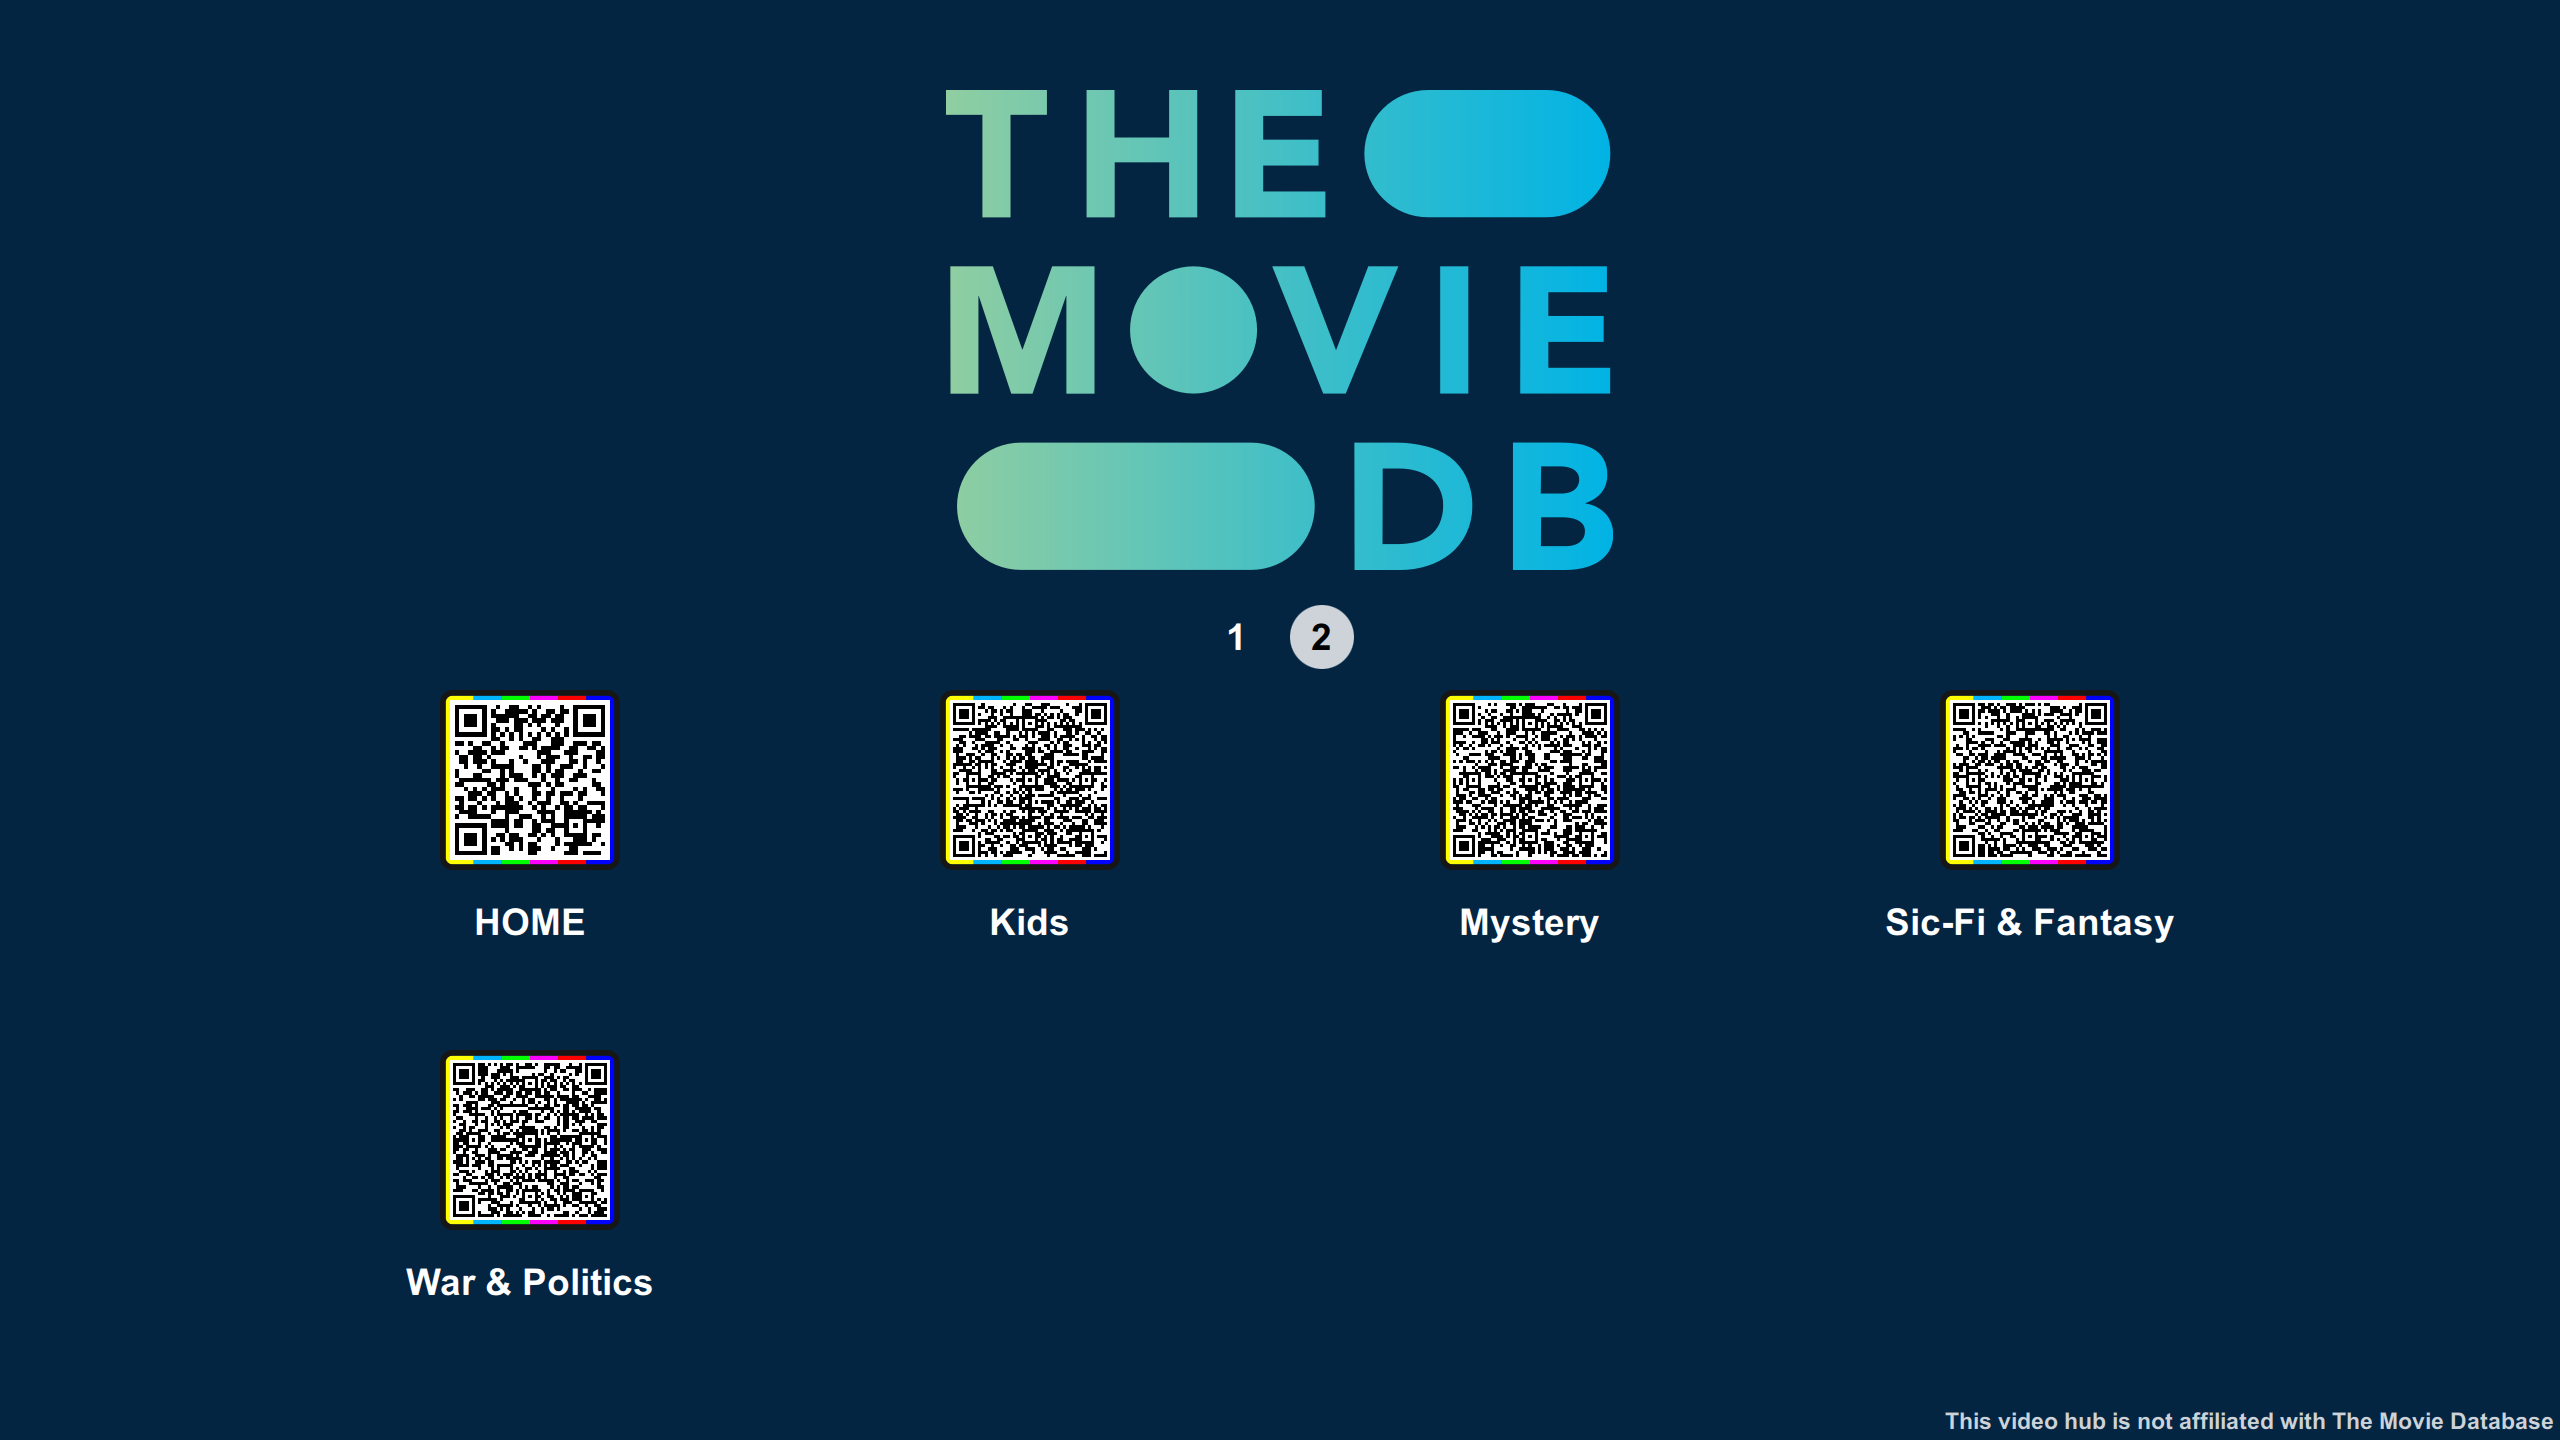 THE
MOVIE
DB
1 2
HOME
Kids
Mystery
Sic-Fi & Fantasy
War & Politics
This video hub is not affiliated with The Movie Database